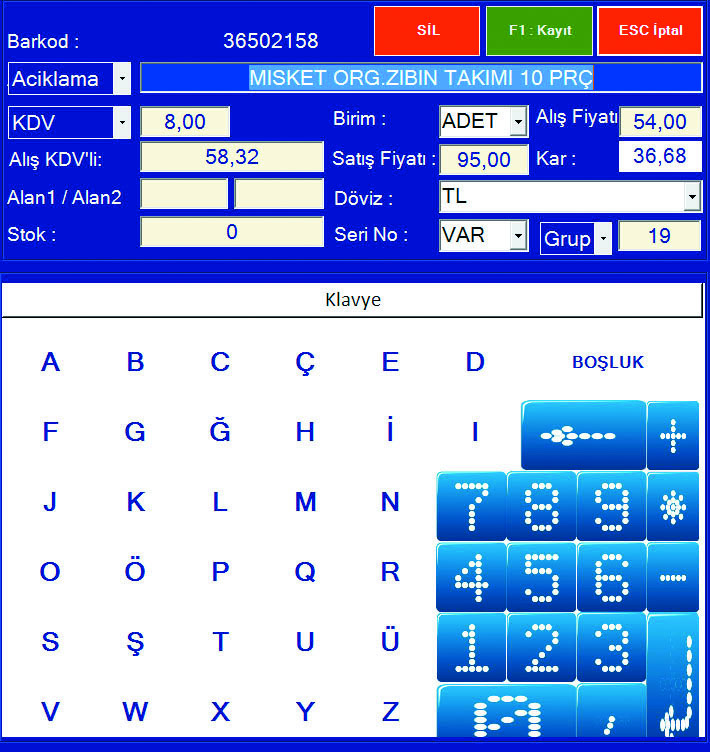 Barkod : 36502158 SİL F1 : Kayıt ESC İptal
Aciklama MISKET ORG.ZIBIN TAKIMI 10 PRÇ
KDV 8,00 Birim : ADET Alış Fiyatı 54,00
Alış KDV'li: 58,32 Satış Fiyatı : 95,00 Kar : 36,68
Alan1 / Alan2 Döviz : TL
Stok : 0 Seri No : VAR Grup 19
Klavye
A B C Ç E D BOŞLUK
F G Ğ H İ I +
J K L M N 7 8 9 *
O Ö P Q R 4 5 6 -
S Ş T U Ü 1 2 3
V W X Y Z 0 ,